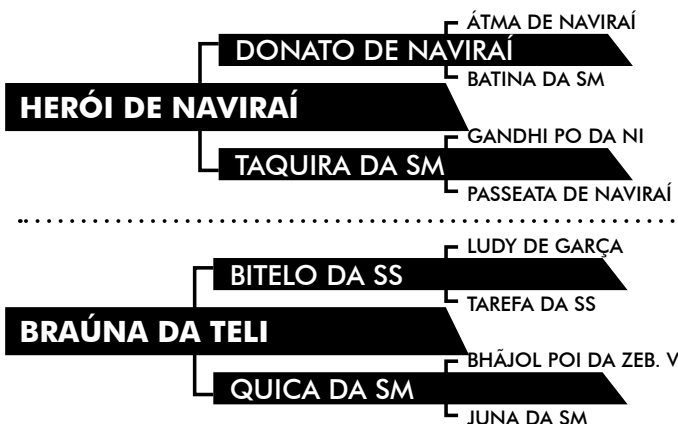 ÁTMA DE NAVIRAÍ
DONATO DE NAVIRAÍ
BATINA DA SM
HERÓI DE NAVIRAÍ
GANDHI PO DA NI
TAQUIRA DA SM
PASSEATA DE NAVIRAÍ
LUDY DE GARÇA
BITELO DA SS
TAREFA DA SS
BRAÚNA DA TELI
BHÃJOL POI DA ZEB. V
QUICA DA SM
JUNA DA SM